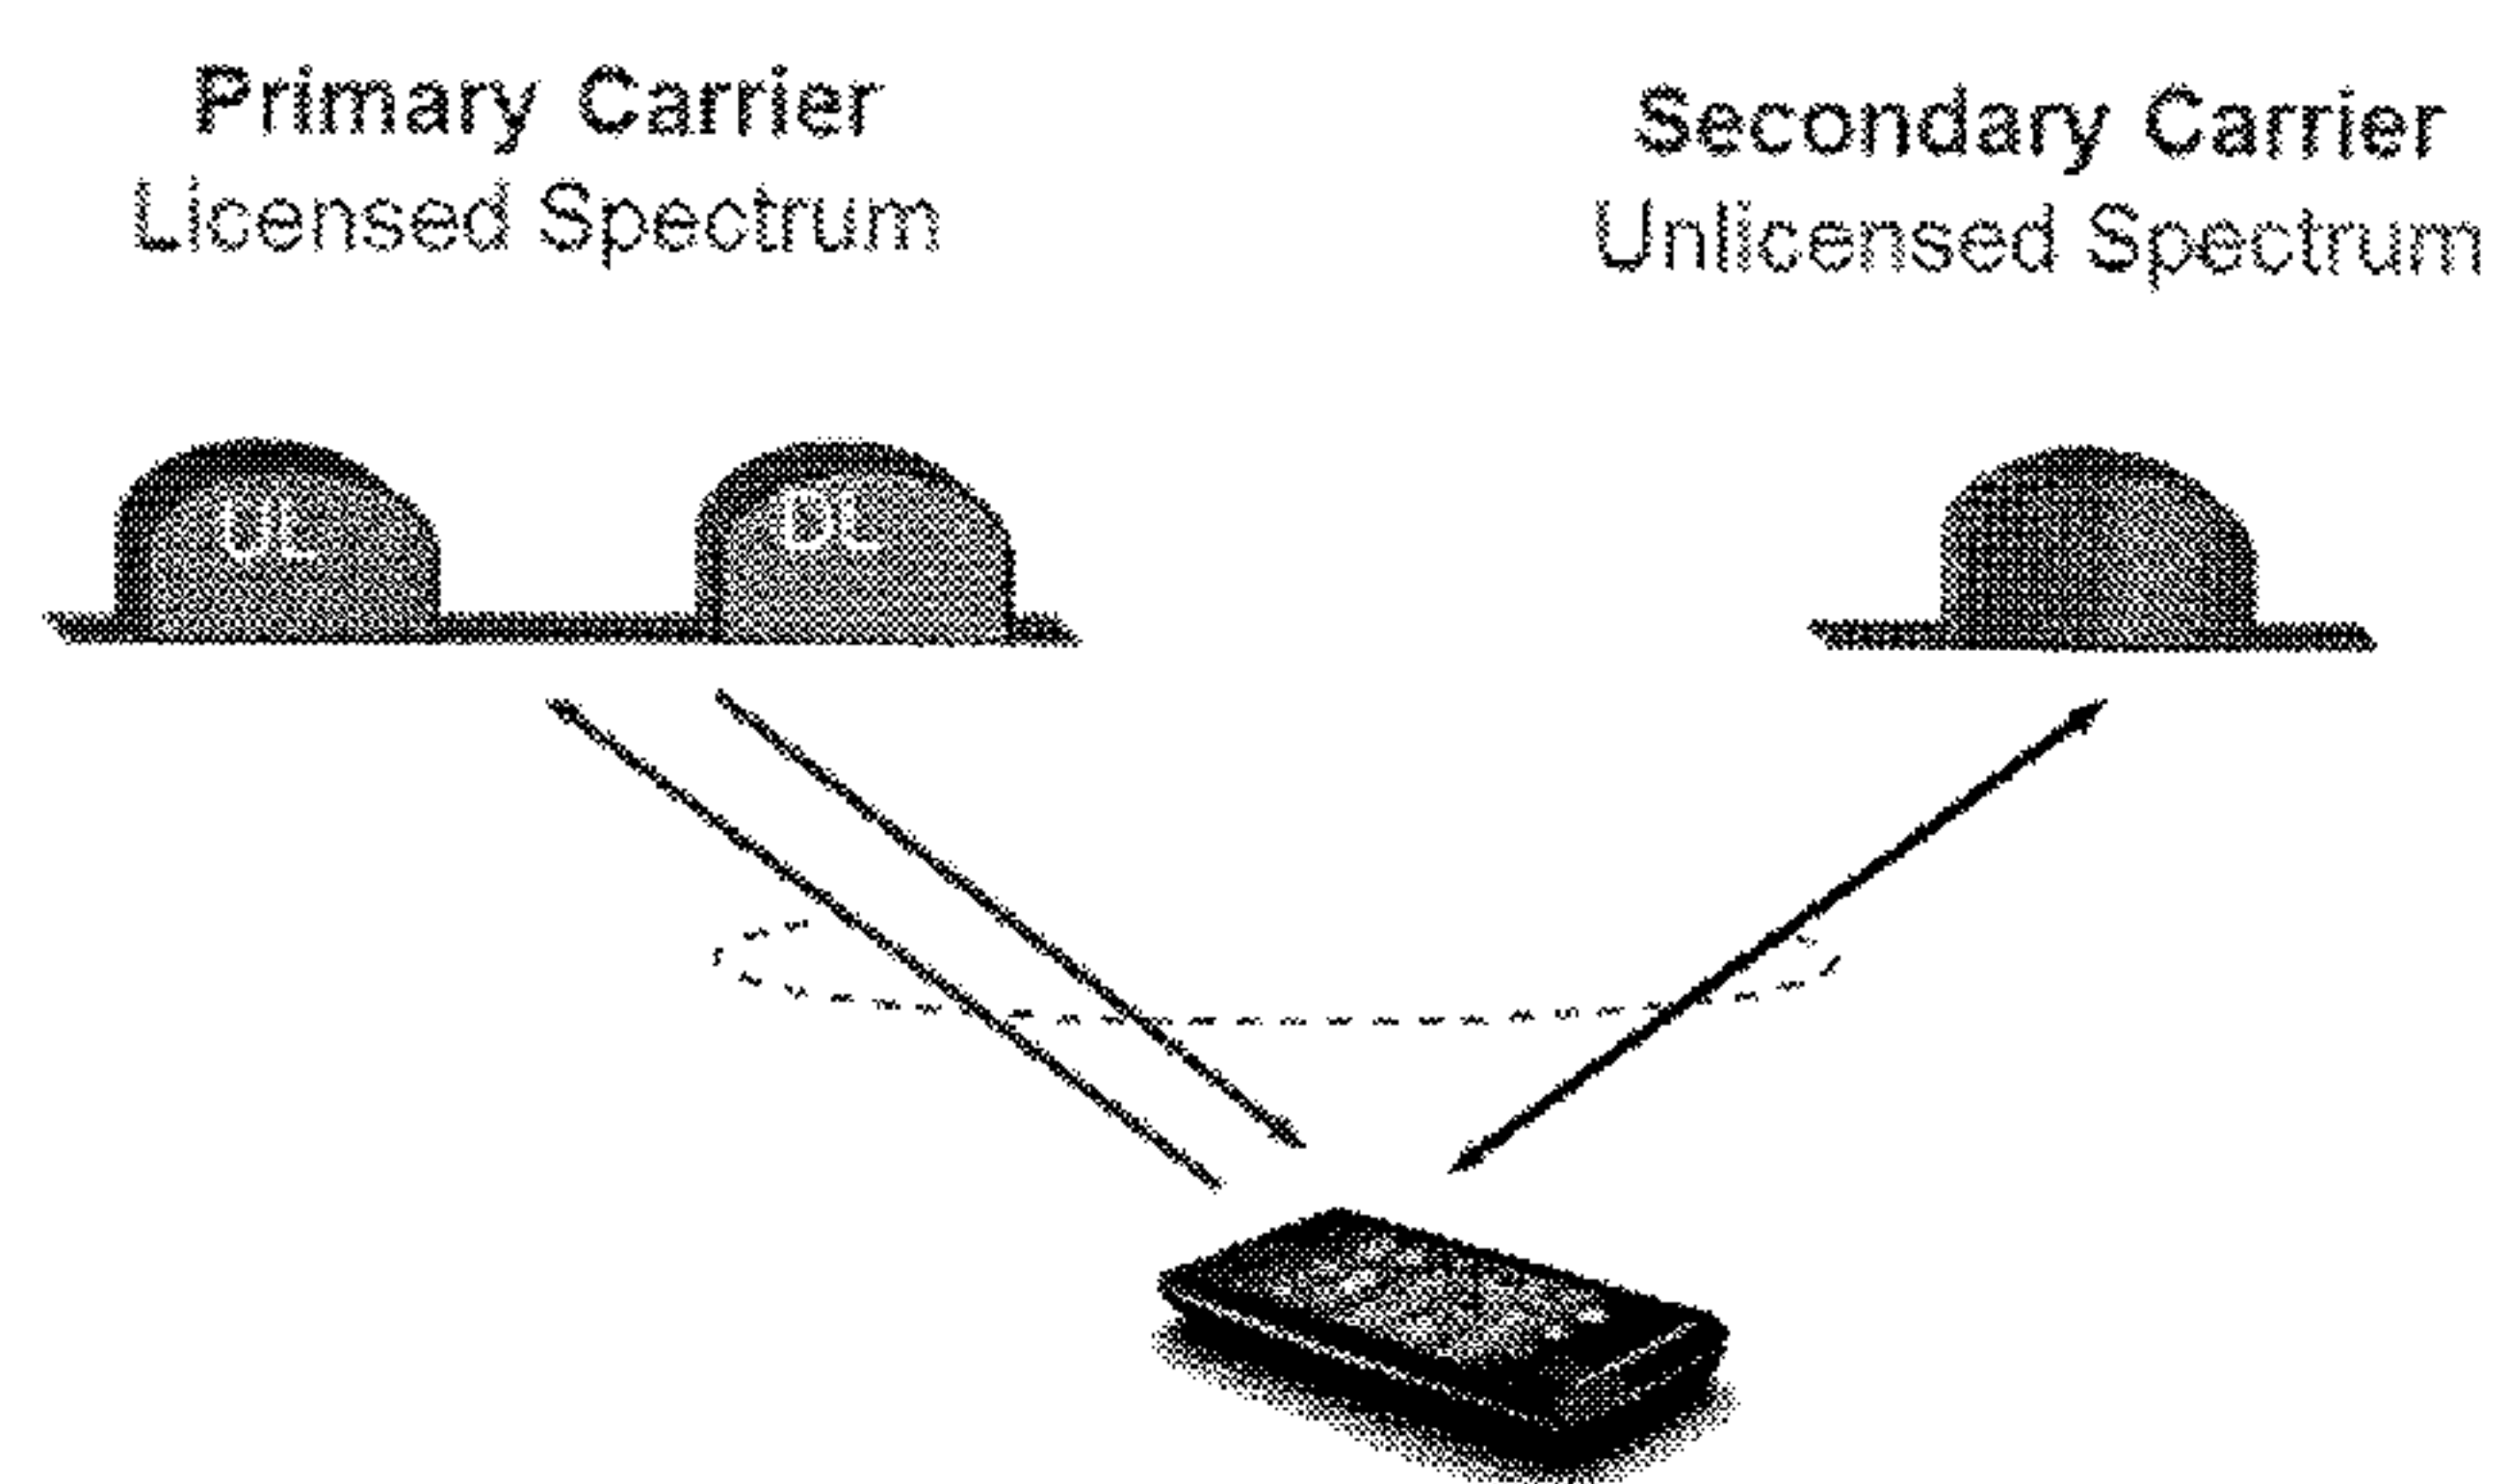 Primary Carrier
Licensed Spectrum
Secondary Carrier
Unlicensed Spectrum
UL
DL